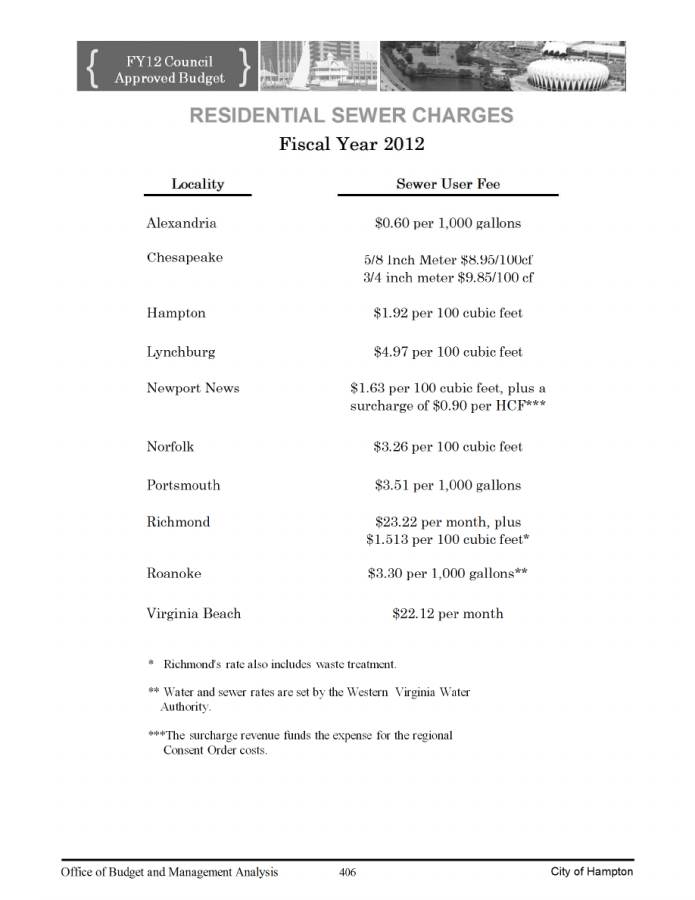 FY12 Council
Approved Budget
RESIDENTIAL SEWER CHARGES
Fiscal Year 2012
Locality Sewer User Fee
Alexandria $0.60 per 1,000 gallons
Chesapeake 5/8 Inch Meter $8.95/100cf
3/4 inch meter $9.85/100 cf
Hampton $1.92 per 100 cubic feet
Lynchburg $4.97 per 100 cubic feet
Newport News $1.63 per 100 cubic feet, plus a
surcharge of $0.90 per HCF***
Norfolk $3.26 per 100 cubic feet
Portsmouth $3.51 per 1,000 gallons
Richmond $23.22 per month, plus
$1.513 per 100 cubic feet*
Roanoke $3.30 per 1,000 gallons**
Virginia Beach $22.12 per month
* Richmond's rate also includes waste treatment.
** Water and sewer rates are set by the Western Virginia Water
Authority.
***The surcharge revenue funds the expense for the regional
Consent Order costs.
Office of Budget and Management Analysis 406 City of Hampton